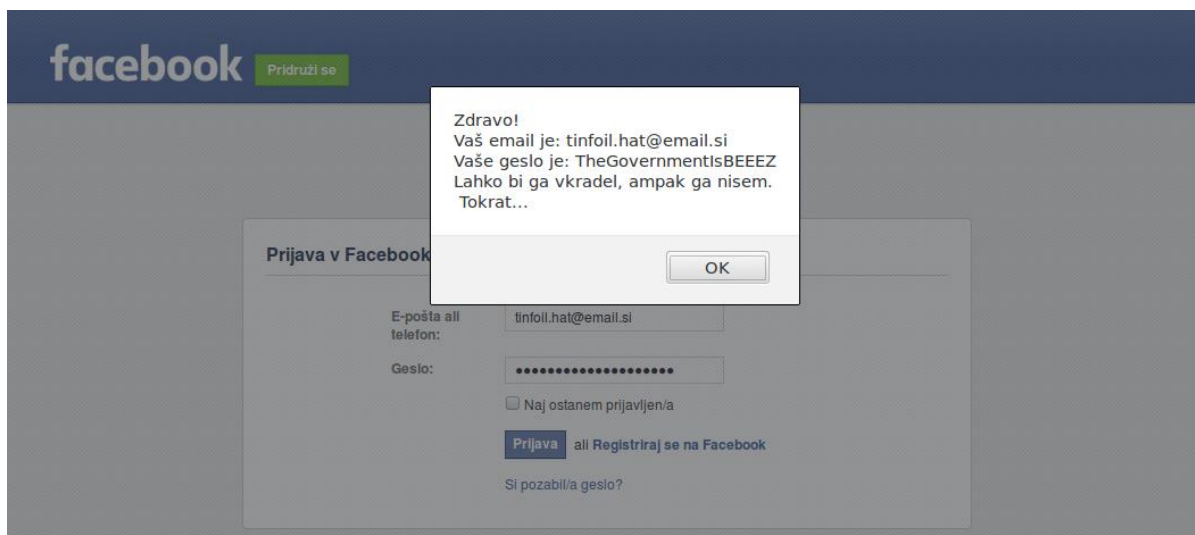 facebook Pridruži se
Zdravo!
Vaš email je: tinfoil.hat@email.si
Vaše geslo je: TheGovernmentIsBEEEZ
Lahko bi ga vkradel, ampak ga nisem.
Tokrat...
OK
Prijava v Facebook
E-pošta ali
telefon:
tinfoil.hat@email.si
Geslo:
••••••••••••••••••••
Naj ostanem prijavljen/a
Prijava ali Registriraj se na Facebook
Si pozabil/a geslo?